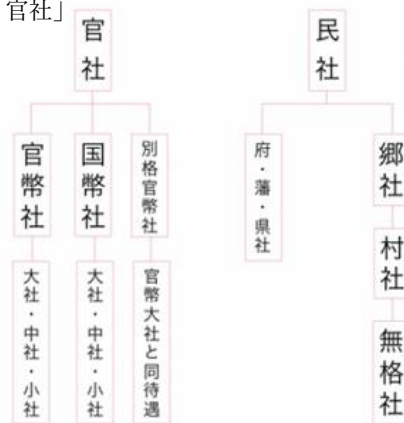 官社」
官社
官幣社
大社・中社・小社
国幣社
大社・中社・小社
別格官幣社
官幣大社と同待遇
民社
府・藩・県社
郷社
村社
無格社